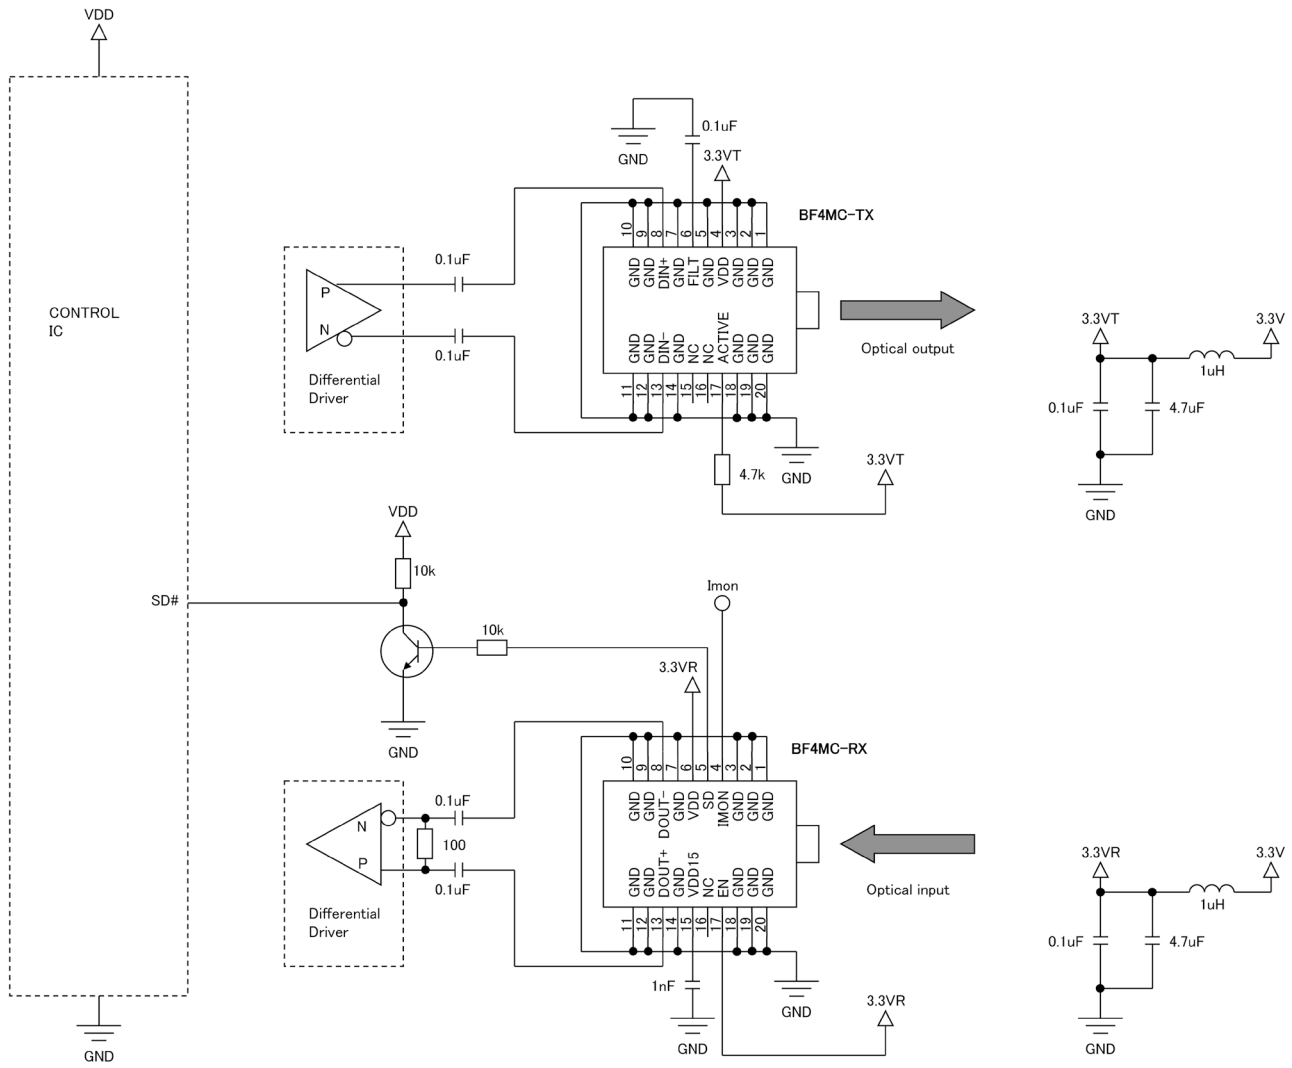 VDD
CONTROL
IC
SD#
GND
0.1uF
GND
3.3VT
BF4MC-TX
10 9 8 7 6 5 4 3 2 1
GND GND DIN+ GND FILT GND VDD GND GND GND
GND GND DIN- GND NC NC ACTIVE GND GND GND
11 12 13 14 15 16 17 18 19 20
0.1uF
P
N
0.1uF
Differential
Driver
Optical output
GND
4.7k
3.3VT
3.3VT
3.3V
1uH
0.1uF
4.7uF
GND
VDD
10k
10k
GND
Imon
3.3VR
BF4MC-RX
10 9 8 7 6 5 4 3 2 1
GND GND DOUT- GND VDD SD IMON GND GND GND
GND GND DOUT+ GND VDD15 NC EN GND GND GND
11 12 13 14 15 16 17 18 19 20
0.1uF
N
100
P
0.1uF
Differential
Driver
Optical input
1nF
GND
GND
3.3VR
3.3VR
3.3V
1uH
0.1uF
4.7uF
GND